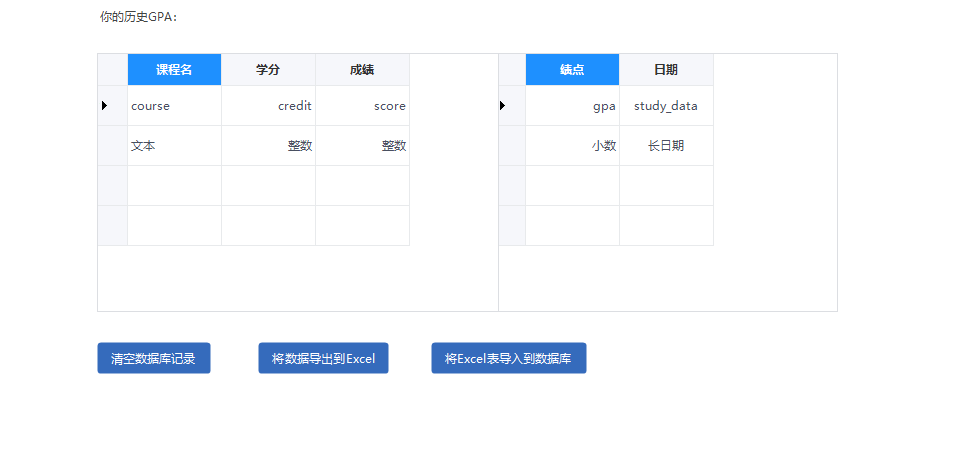 你的历史GPA：
课程名 学分 成绩 绩点 日期
course credit score gpa study_data
文本 整数 整数 小数 长日期
清空数据库记录 将数据导出到Excel 将Excel表导入到数据库